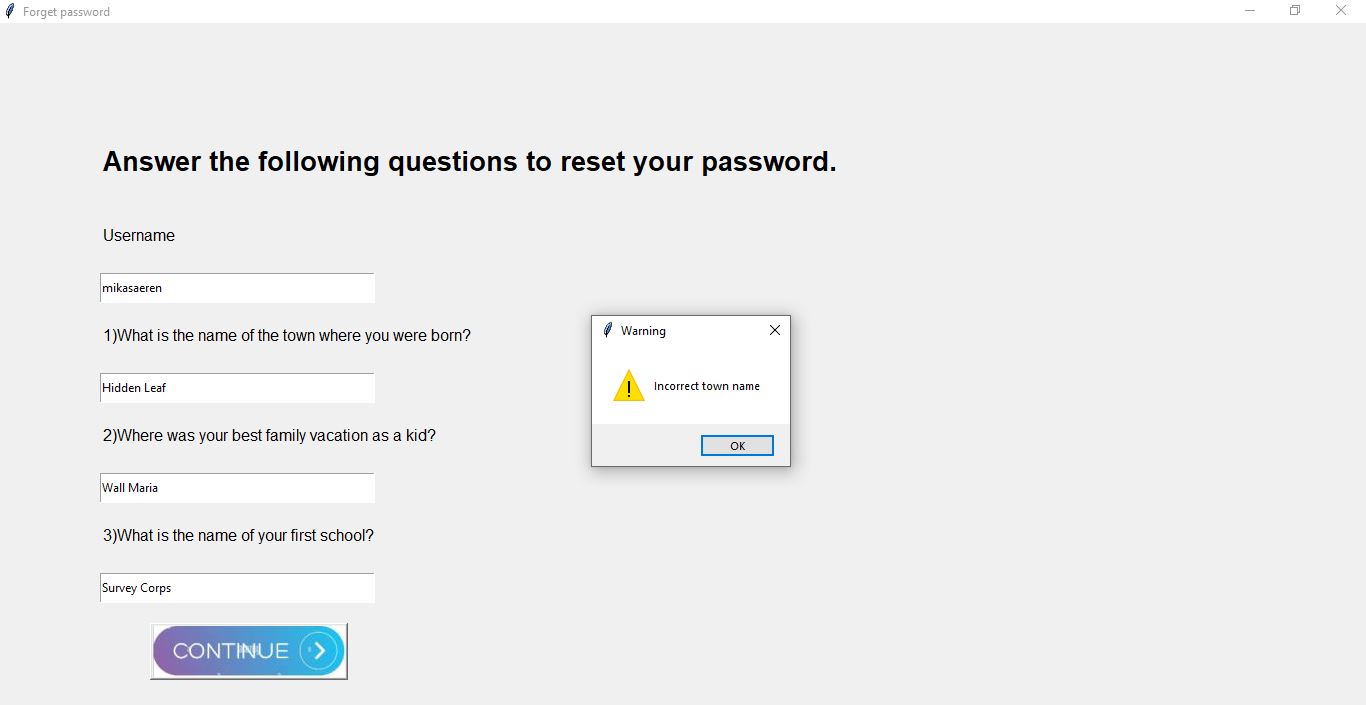 Forget password
Answer the following questions to reset your password.
Username
mikasaeren
1)What is the name of the town where you were born?
Hidden Leaf
2)Where was your best family vacation as a kid?
Wall Maria
3)What is the name of your first school?
Survey Corps
CONTINUE
Warning
Incorrect town name
OK